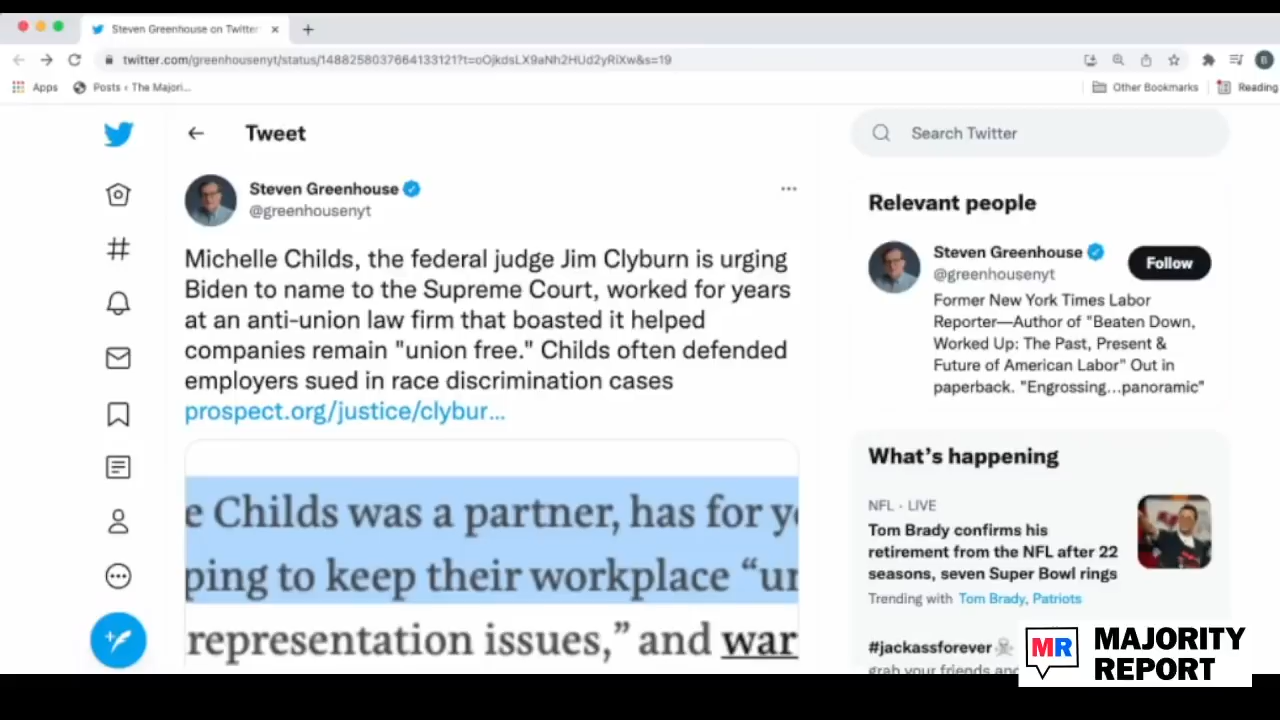 Steven Greenhouse on Twitter
twitter.com/greenhousenyt/status/1488258037664133121?t=oOjkdsLX9aNh2HUd2yRiXw&s=19
Apps
Posts ‹ The Majori...
Other Bookmarks
Reading
Tweet
Search Twitter
Steven Greenhouse
@greenhousenyt
Michelle Childs, the federal judge Jim Clyburn is urging
Biden to name to the Supreme Court, worked for years
at an anti-union law firm that boasted it helped
companies remain "union free." Childs often defended
employers sued in race discrimination cases
prospect.org/justice/clybur...
e Childs was a partner, has for y
ping to keep their workplace “un
representation issues,” and war
Relevant people
Steven Greenhouse
@greenhousenyt
Follow
Former New York Times Labor
Reporter—Author of "Beaten Down,
Worked Up: The Past, Present &
Future of American Labor" Out in
paperback. "Engrossing...panoramic"
What’s happening
NFL · LIVE
Tom Brady confirms his
retirement from the NFL after 22
seasons, seven Super Bowl rings
Trending with Tom Brady, Patriots
#jackassforever
grab your friends and
MR
MAJORITY
REPORT